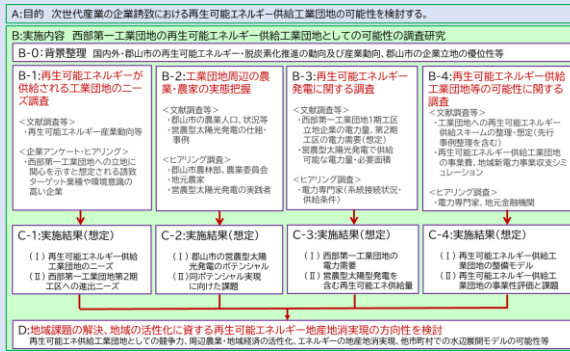 A:目的 次世代産業の企業誘致における再生可能エネルギー供給工業団地の可能性を検討する。
B:実施内容 西部第一工業団地の再生可能エネルギー供給工業団地としての可能性の調査研究
B-0:背景整理 国内外・郡山市の再生可能エネルギー・脱炭素化推進の動向及び産業動向、郡山市の企業立地の優位性等
B-1:再生可能エネルギーが
供給される工業団地のニーズ
調査
<文献調査等>
・再生可能エネルギー産業動向等
<企業アンケート・ヒアリング>
・西部第一工業団地への立地に
関心を示すと想定される誘致
ターゲット業種や環境意識の
高い企業
B-2:工業団地周辺の農
業・農家の実態把握
<文献調査等>
・郡山市の農業人口、状況等
・営農型太陽光発電の仕組・
事例
<ヒアリング調査>
・郡山市農林部、農業委員会
・地元農家
・営農型太陽光発電の実践者
B-3:再生可能エネルギー
発電に関する調査
<文献調査等>
・西部第一工業団地1期工区
立地企業の電力量、第2期
工区の電力需要(想定)
・営農型太陽光発電で供給
可能な電力量・必要面積
<ヒアリング調査>
・電力専門家(系統接続状況・
供給条件)
B-4:再生可能エネルギー供給
工業団地等の可能性に関する調
査
<文献調査等>
・工業団地への再生可能エネルギー
供給スキームの整理・想定(先行
事例整理を含む)
・再生可能エネルギー供給工業団地
の事業費、地域新電力事業収支シミ
ュレーション
<ヒアリング調査>
・電力専門家、地元金融機関
C-1:実施結果(想定)
(Ⅰ)再生可能エネルギー供給
工業団地のニーズ
(Ⅱ)西部第一工業団地第2期
工区への進出ニーズ
C-2:実施結果(想定)
(Ⅰ)郡山市の営農型太陽
光発電のポテンシャル
(Ⅱ)同ポテンシャル実現
に向けた課題
C-3:実施結果(想定)
(Ⅰ)西部第一工業団地の
電力需要
(Ⅱ)営農型太陽型発電を
含む再生可能エネ供給量
C-4:実施結果(想定)
(Ⅰ)再生可能エネルギー供給工
業団地の整備モデル
(Ⅱ)再生可能エネルギー供給工
業団地の事業性評価と課題
D:地域課題の解決、地域の活性化に資する再生可能エネルギー地産地消実現の方向性を検討
再生可能エネ供給工業団地としての競争力、周辺農業・地域経済の活性化、エネルギーの地産地消実現、他市町村での水辺展開モデルの可能性等